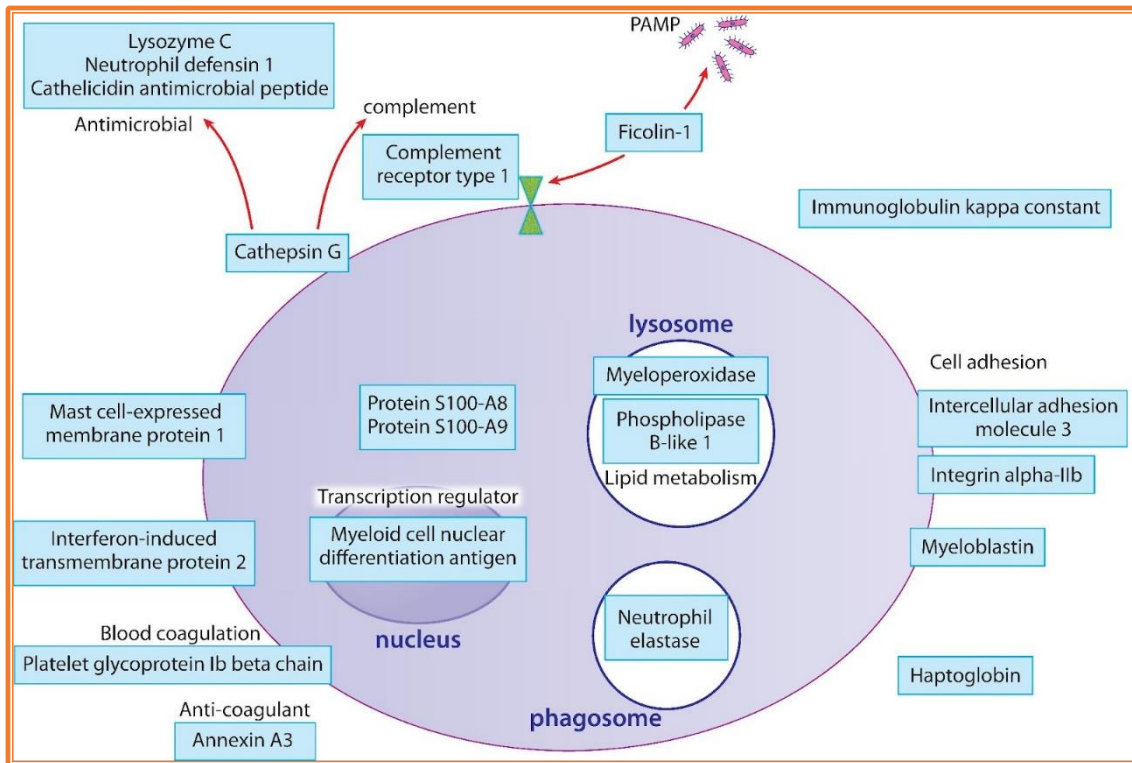 Lysozyme C
Neutrophil defensin 1
Cathelicidin antimicrobial peptide
Antimicrobial
complement
Complement
receptor type 1
PAMP
Ficolin-1
Immunoglobulin kappa constant
Cathepsin G
lysosome
Myeloperoxidase
Phospholipase
B-like 1
Lipid metabolism
Cell adhesion
Intercellular adhesion
molecule 3
Integrin alpha-IIb
Myeloblastin
Mast cell-expressed
membrane protein 1
Protein S100-A8
Protein S100-A9
Transcription regulator
Myeloid cell nuclear
differentiation antigen
nucleus
Interferon-induced
transmembrane protein 2
Blood coagulation
Platelet glycoprotein Ib beta chain
Anti-coagulant
Annexin A3
Neutrophil
elastase
phagosome
Haptoglobin